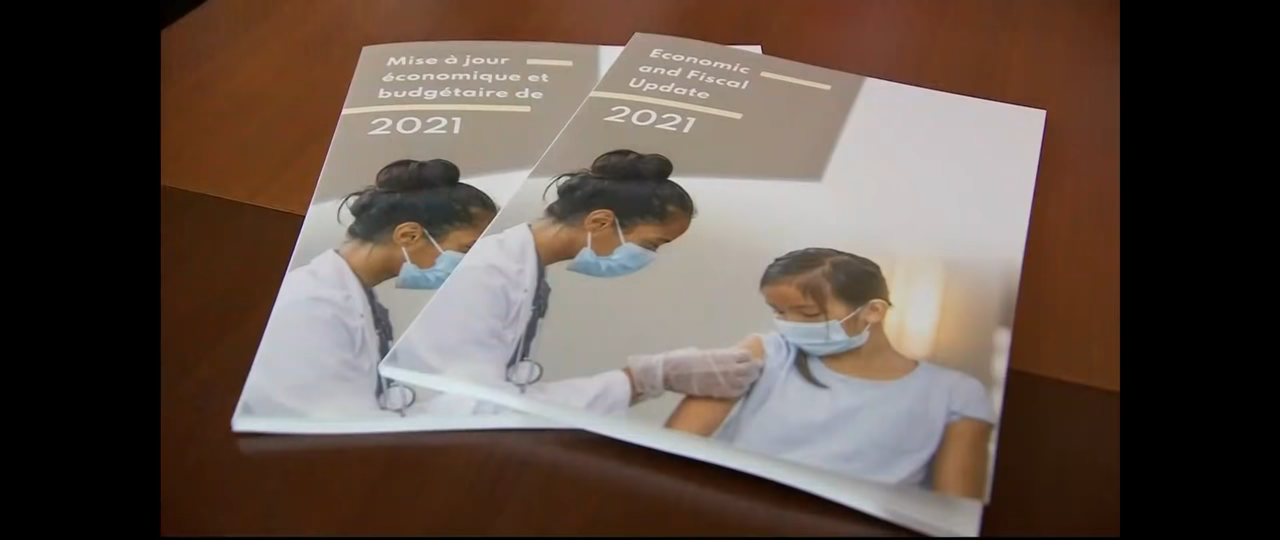 Mise à jour
économique et
budgétaire de
2021
Economic
and Fiscal
Update
2021